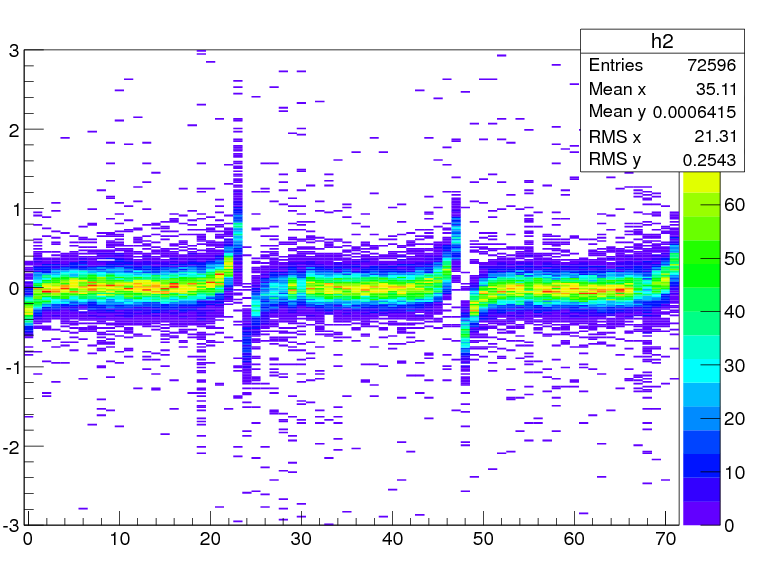 h2
Entries 72596
Mean x 35.11
Mean y 0.0006415
RMS x 21.31
RMS y 0.2543
3
2
1
0
-1
-2
-3
0 10 20 30 40 50 60 70
60
50
40
30
20
10
0